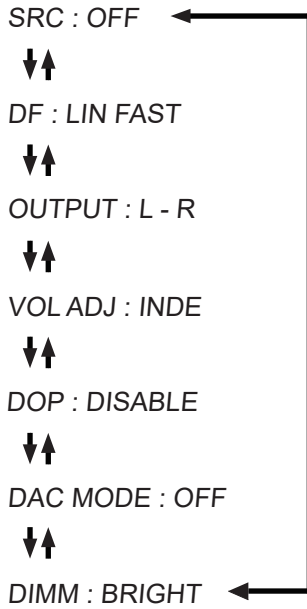 SRC : OFF
DF : LIN FAST
OUTPUT : L - R
VOL ADJ : INDE
DOP : DISABLE
DAC MODE : OFF
DIMM : BRIGHT